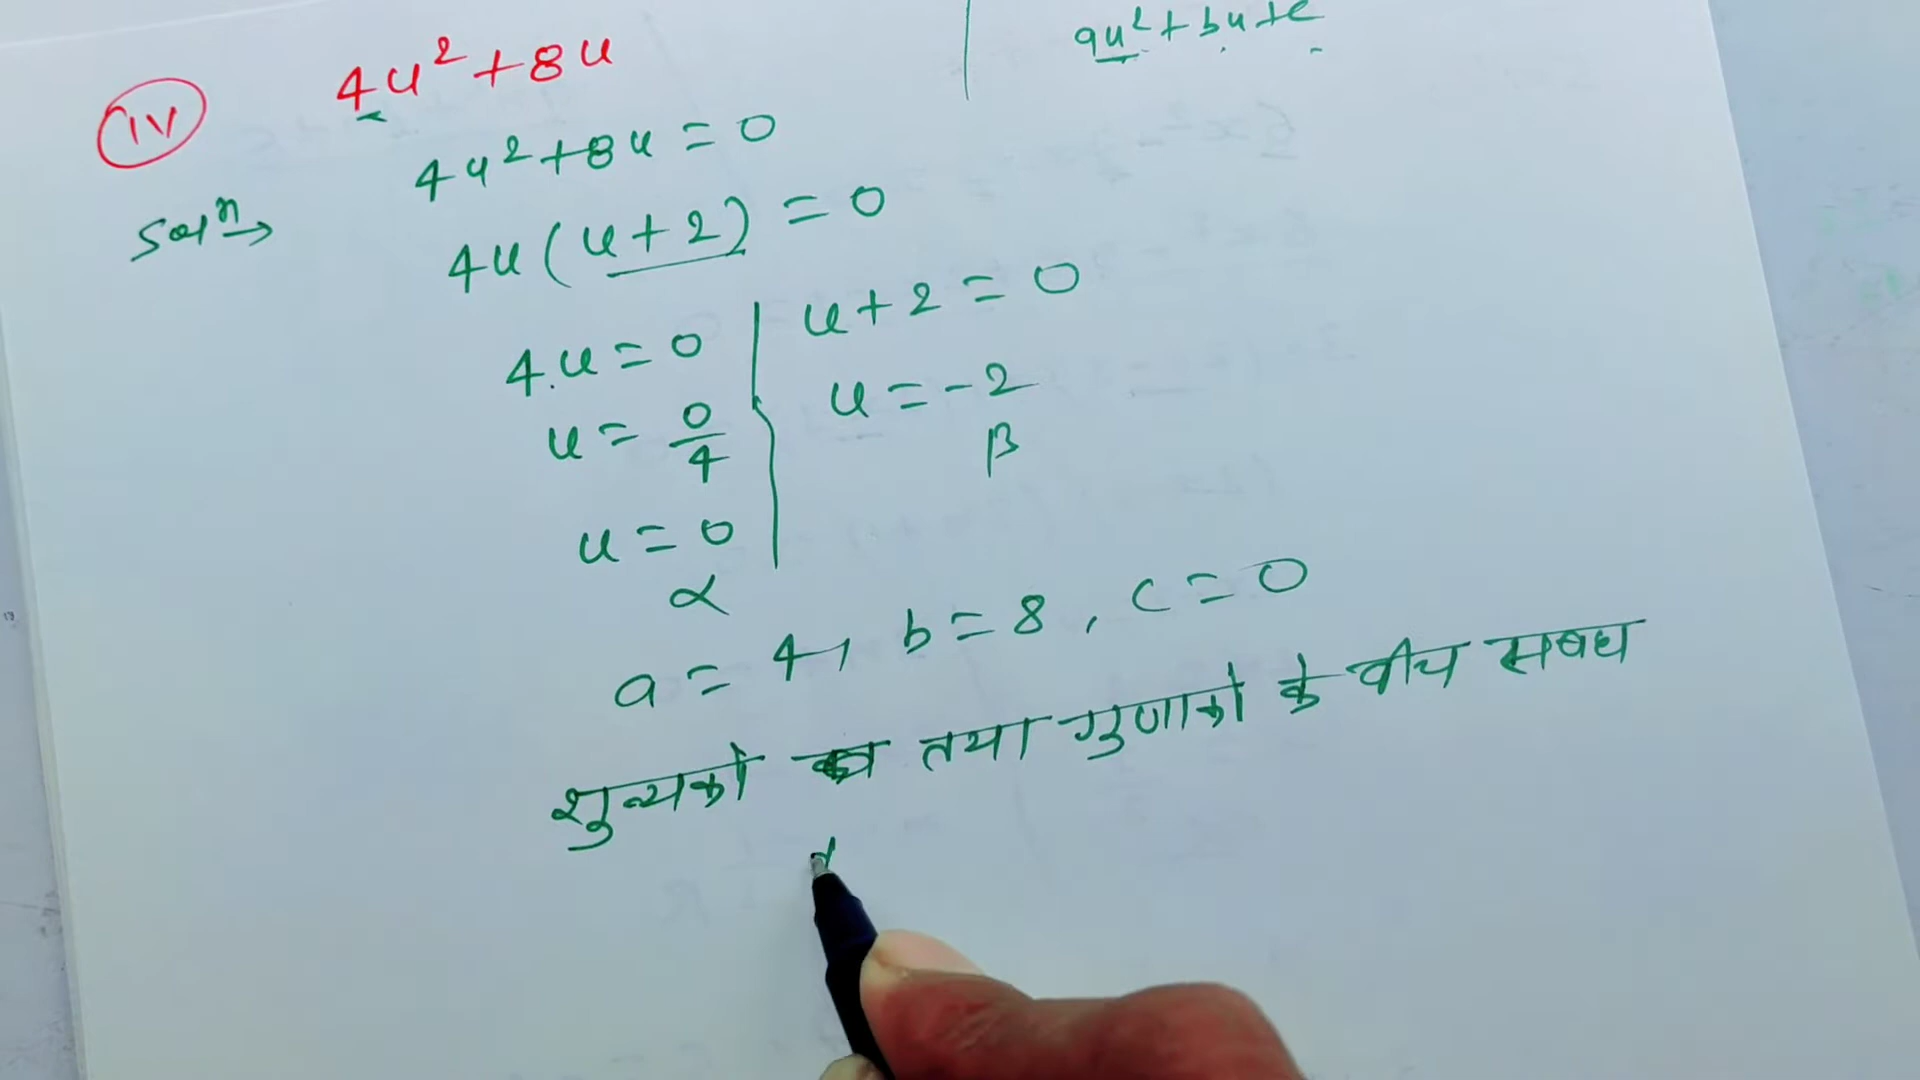 (iv) 4u²+8u
au²+bu+c
4u²+8u=0
Solⁿ→
4u(u+2)=0
4.u=0
u=0/4
u=0
α
u+2=0
u=-2
β
a=4, b=8, c=0
शुन्यको तथा गुणाको के बीच सबध